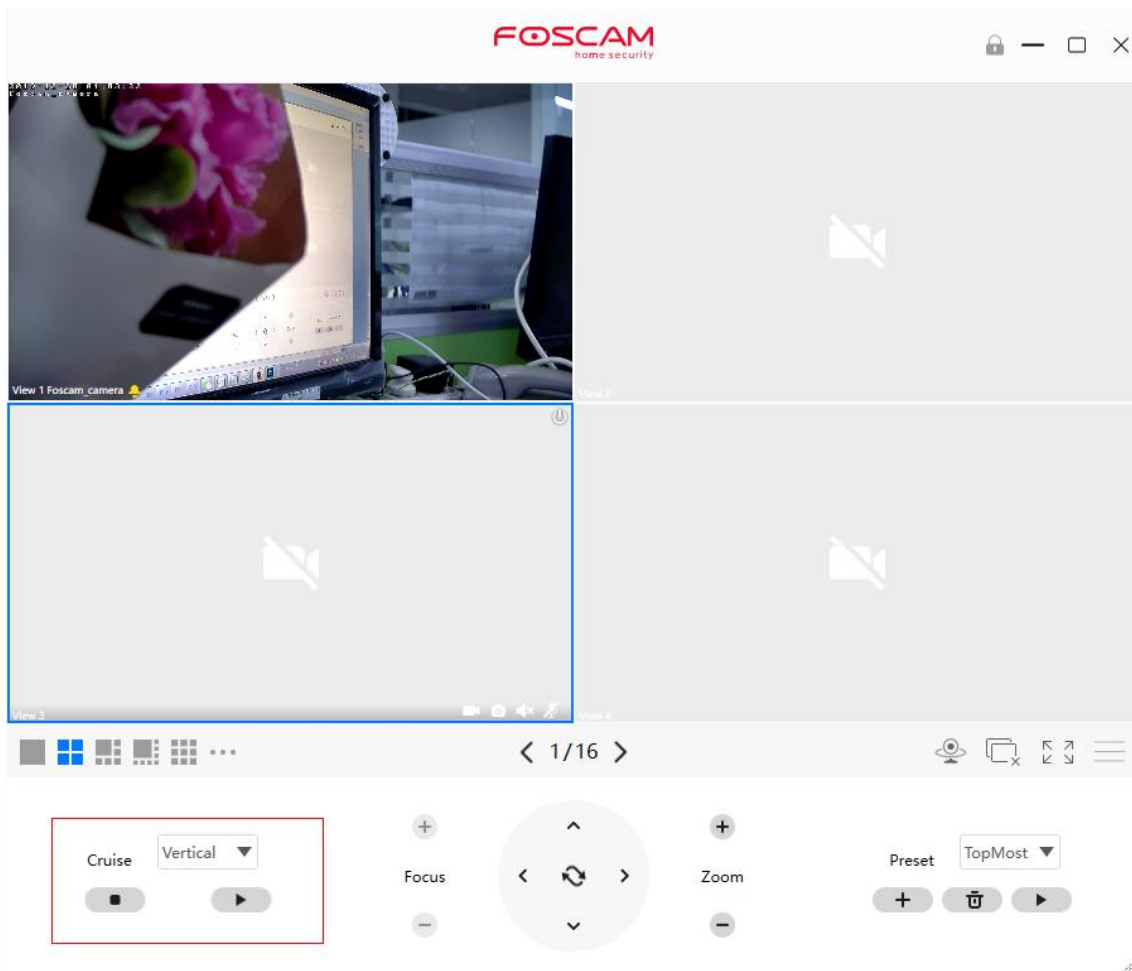 FOSCAM
home security
View 1 Foscam_camera
View 2
View 3
View 4
1/16
Cruise
Vertical
Focus
Zoom
Preset
TopMost